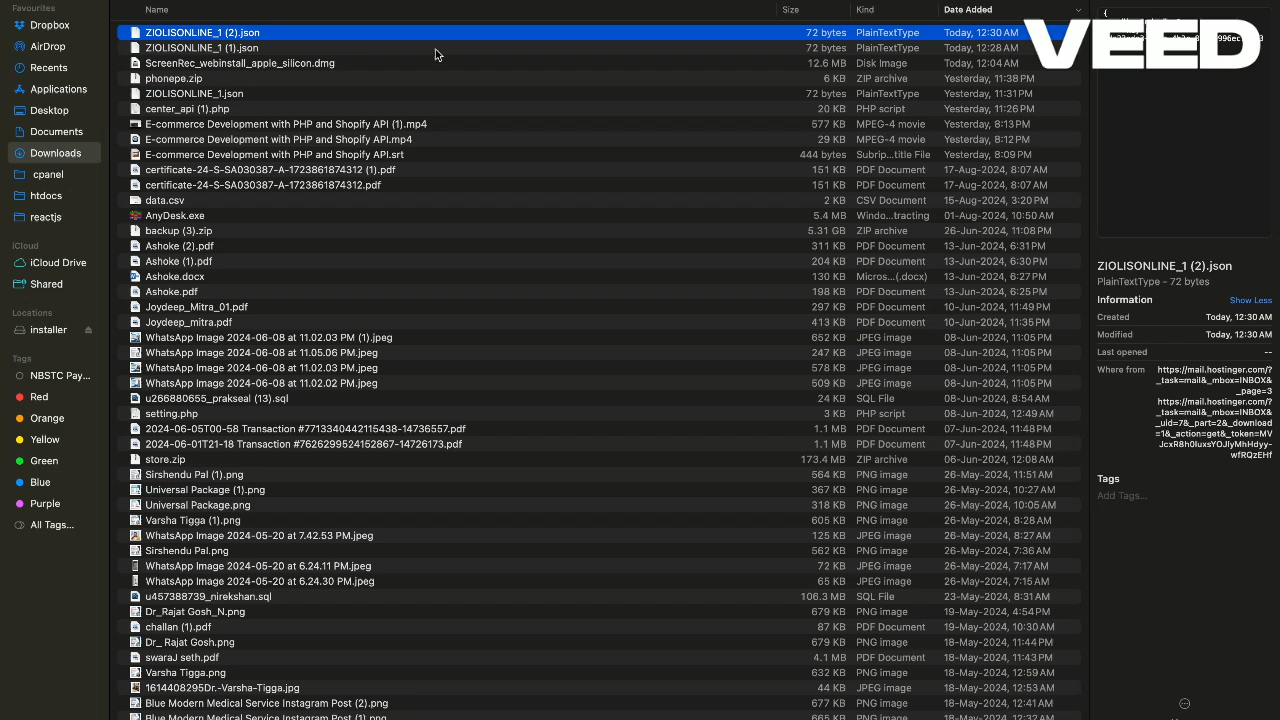 Favourites
Dropbox
AirDrop
Recents
Applications
Desktop
Documents
Downloads
cpanel
htdocs
reactjs
iCloud
iCloud Drive
Shared
Locations
installer
Tags
NBSTC Pay...
Red
Orange
Yellow
Green
Blue
Purple
All Tags...
Name Size Kind Date Added
ZIOLISONLINE_1 (2).json 72 bytes PlainTextType Today, 12:30 AM
ZIOLISONLINE_1 (1).json 72 bytes PlainTextType Today, 12:28 AM
ScreenRec_webinstall_apple_silicon.dmg 12.6 MB Disk Image Today, 12:04 AM
phonepe.zip 6 KB ZIP archive Yesterday, 11:38 PM
ZIOLISONLINE_1.json 72 bytes PlainTextType Yesterday, 11:31 PM
center_api (1).php 20 KB PHP script Yesterday, 11:26 PM
E-commerce Development with PHP and Shopify API (1).mp4 577 KB MPEG-4 movie Yesterday, 8:13 PM
E-commerce Development with PHP and Shopify API.mp4 29 KB MPEG-4 movie Yesterday, 8:12 PM
E-commerce Development with PHP and Shopify API.srt 444 bytes Subrip...title File Yesterday, 8:09 PM
certificate-24-S-SA030387-A-1723861874312 (1).pdf 151 KB PDF Document 17-Aug-2024, 8:07 AM
certificate-24-S-SA030387-A-1723861874312.pdf 151 KB PDF Document 17-Aug-2024, 8:07 AM
data.csv 2 KB CSV Document 15-Aug-2024, 3:20 PM
AnyDesk.exe 5.4 MB Windo...tracting 01-Aug-2024, 10:50 AM
backup (3).zip 5.31 GB ZIP archive 26-Jun-2024, 11:08 PM
Ashoke (2).pdf 311 KB PDF Document 13-Jun-2024, 6:31 PM
Ashoke (1).pdf 204 KB PDF Document 13-Jun-2024, 6:30 PM
Ashoke.docx 130 KB Micros...(.docx) 13-Jun-2024, 6:27 PM
Ashoke.pdf 198 KB PDF Document 13-Jun-2024, 6:25 PM
Joydeep_Mitra_01.pdf 297 KB PDF Document 10-Jun-2024, 11:49 PM
Joydeep_mitra.pdf 413 KB PDF Document 10-Jun-2024, 11:35 PM
WhatsApp Image 2024-06-08 at 11.02.03 PM (1).jpeg 652 KB JPEG image 08-Jun-2024, 11:05 PM
WhatsApp Image 2024-06-08 at 11.05.06 PM.jpeg 247 KB JPEG image 08-Jun-2024, 11:05 PM
WhatsApp Image 2024-06-08 at 11.02.03 PM.jpeg 578 KB JPEG image 08-Jun-2024, 11:05 PM
WhatsApp Image 2024-06-08 at 11.02.02 PM.jpeg 509 KB JPEG image 08-Jun-2024, 11:05 PM
u266880655_prakseal (13).sql 24 KB SQL File 08-Jun-2024, 8:54 AM
setting.php 3 KB PHP script 08-Jun-2024, 12:49 AM
2024-06-05T00-58 Transaction #7713340442115438-14736557.pdf 1.1 MB PDF Document 07-Jun-2024, 11:48 PM
2024-06-01T21-18 Transaction #7626299524152867-14726173.pdf 1.1 MB PDF Document 07-Jun-2024, 11:48 PM
store.zip 173.4 MB ZIP archive 06-Jun-2024, 12:08 AM
Sirshendu Pal (1).png 564 KB PNG image 26-May-2024, 11:51 AM
Universal Package (1).png 367 KB PNG image 26-May-2024, 10:27 AM
Universal Package.png 318 KB PNG image 26-May-2024, 10:05 AM
Varsha Tigga (1).png 605 KB PNG image 26-May-2024, 8:28 AM
WhatsApp Image 2024-05-20 at 7.42.53 PM.jpeg 125 KB JPEG image 26-May-2024, 8:27 AM
Sirshendu Pal.png 562 KB PNG image 26-May-2024, 7:36 AM
WhatsApp Image 2024-05-20 at 6.24.11 PM.jpeg 72 KB JPEG image 26-May-2024, 7:17 AM
WhatsApp Image 2024-05-20 at 6.24.30 PM.jpeg 65 KB JPEG image 26-May-2024, 7:15 AM
u457388739_nirekshan.sql 106.3 MB SQL File 23-May-2024, 8:31 AM
Dr_Rajat Gosh_N.png 679 KB PNG image 19-May-2024, 4:54 PM
challan (1).pdf 87 KB PDF Document 19-May-2024, 10:30 AM
Dr_ Rajat Gosh.png 679 KB PNG image 18-May-2024, 11:44 PM
swaraJ seth.pdf 4.1 MB PDF Document 18-May-2024, 11:43 PM
Varsha Tigga.png 632 KB PNG image 18-May-2024, 12:59 AM
1614408295Dr.-Varsha-Tigga.jpg 44 KB JPEG image 18-May-2024, 12:53 AM
Blue Modern Medical Service Instagram Post (2).png 677 KB PNG image 18-May-2024, 12:41 AM
Blue Modern Medical Service Instagram Post (1).png 665 KB PNG image
VEED
{
ZIOLISONLINE_1 (2).json
PlainTextType - 72 bytes
Information Show Less
Created Today, 12:30 AM
Modified Today, 12:30 AM
Last opened --
Where from https://mail.hostinger.com/?
_task=mail&_mbox=INBOX&
_page=3
https://mail.hostinger.com/?
_task=mail&_mbox=INBOX&
_uid=7&_part=2&_download
=1&_action=get&_token=MV
JcxR8h0IuxsYOJlyMhHdyy-
wfRQzEHf
Tags
Add Tags...